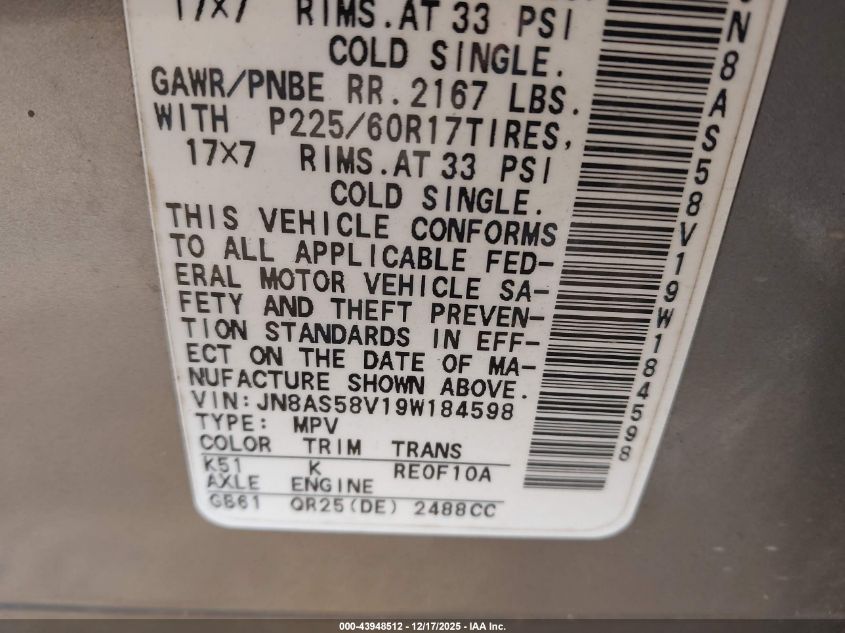 17X7 RIMS.AT 33 PSI
COLD SINGLE.
GAWR/PNBE RR.2167 LBS.
WITH P225/60R17TIRES,
17X7 RIMS.AT 33 PSI
COLD SINGLE.
THIS VEHICLE CONFORMS
TO ALL APPLICABLE FED-
ERAL MOTOR VEHICLE SA-
FETY AND THEFT PREVEN-
TION STANDARDS IN EFF-
ECT ON THE DATE OF MA-
NUFACTURE SHOWN ABOVE.
VIN:JN8AS58V19W184598
TYPE: MPV
COLOR TRIM TRANS
K51 K RE0F10A
AXLE ENGINE
GB61 QR25(DE) 2488CC
N8AS58V19W184598
000-43948512 - 12/17/2025 - IAA Inc.